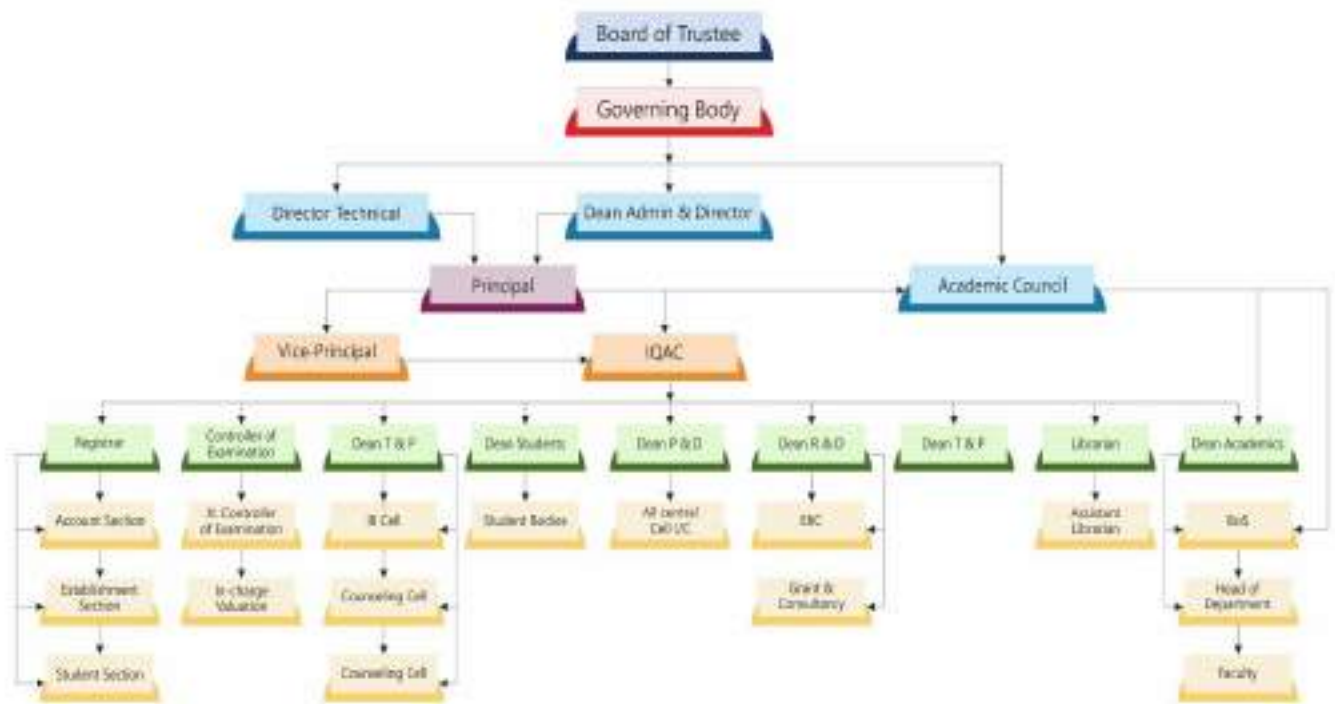 Board of Trustee
Governing Body
Director Technical
Dean Admin & Director
Principal
Academic Council
Vice-Principal
IQAC
Registrar
Controller of
Examination
Dean T & P
Dean Students
Dean P & D
Dean R & D
Dean T & P
Librarian
Dean Academics
Account Section
Jt. Controller
of Examination
Cell
Student Bodies
All central
Cell I/C
Assistant
Librarian
BoS
Establishment
Section
In-charge
Valuation
Counseling Cell
Grant &
Consultancy
Head of
Department
Student Section
Counseling Cell
Faculty